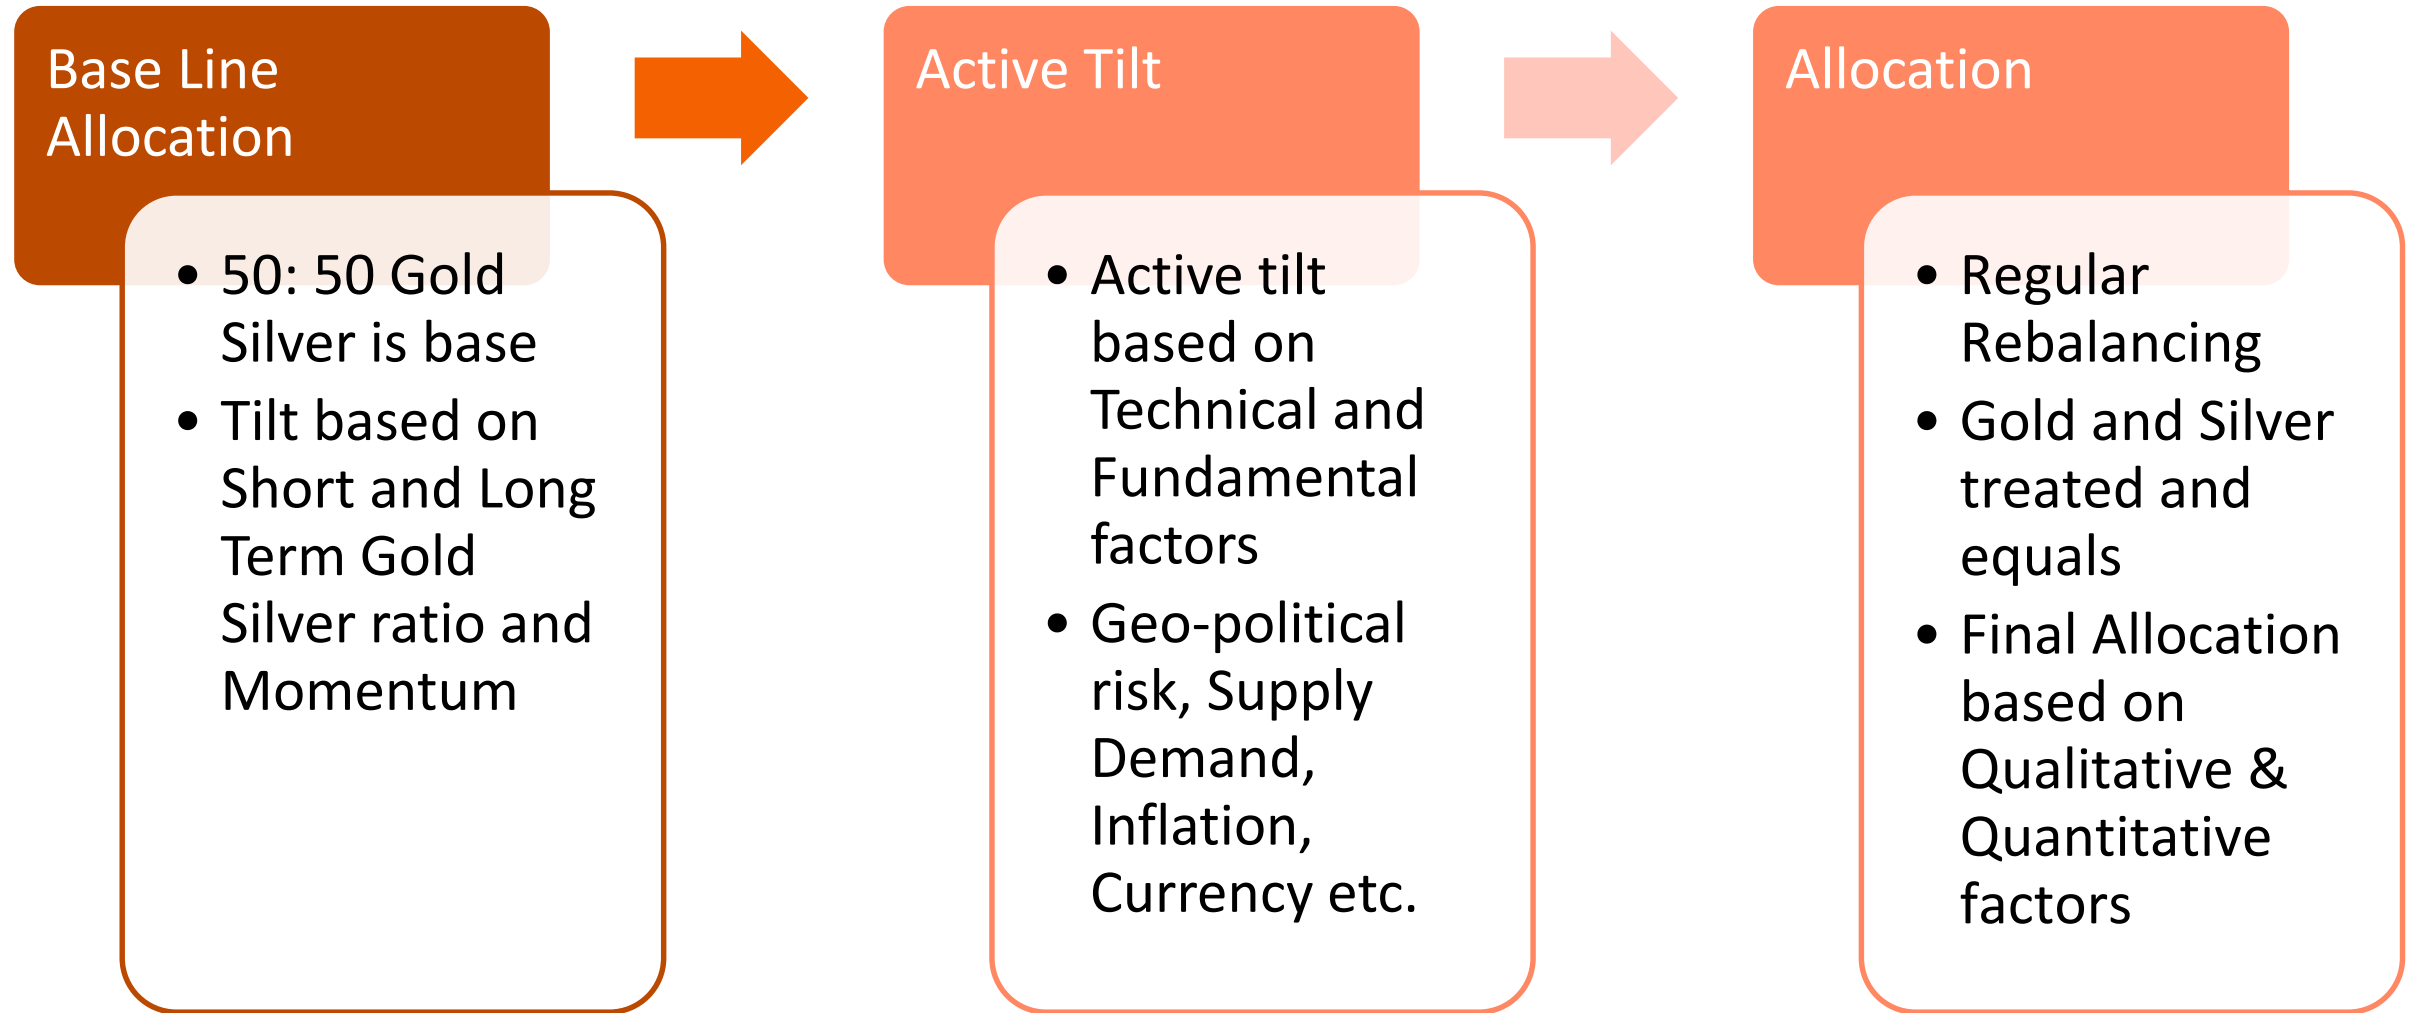 Base Line
Allocation
• 50: 50 Gold
Silver is base
• Tilt based on
Short and Long
Term Gold
Silver ratio and
Momentum
Active Tilt
• Active tilt
based on
Technical and
Fundamental
factors
• Geo-political
risk, Supply
Demand,
Inflation,
Currency etc.
Allocation
• Regular
Rebalancing
• Gold and Silver
treated and
equals
• Final Allocation
based on
Qualitative &
Quantitative
factors